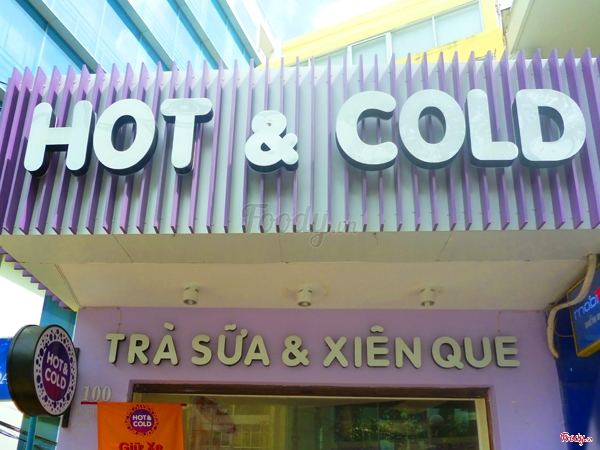 HOT & COLD
Foody.vn
TRÀ SỮA & XIÊN QUE
HOT &
COLD
100
HOT &
COLD
Giữ Xe
Foody.vn